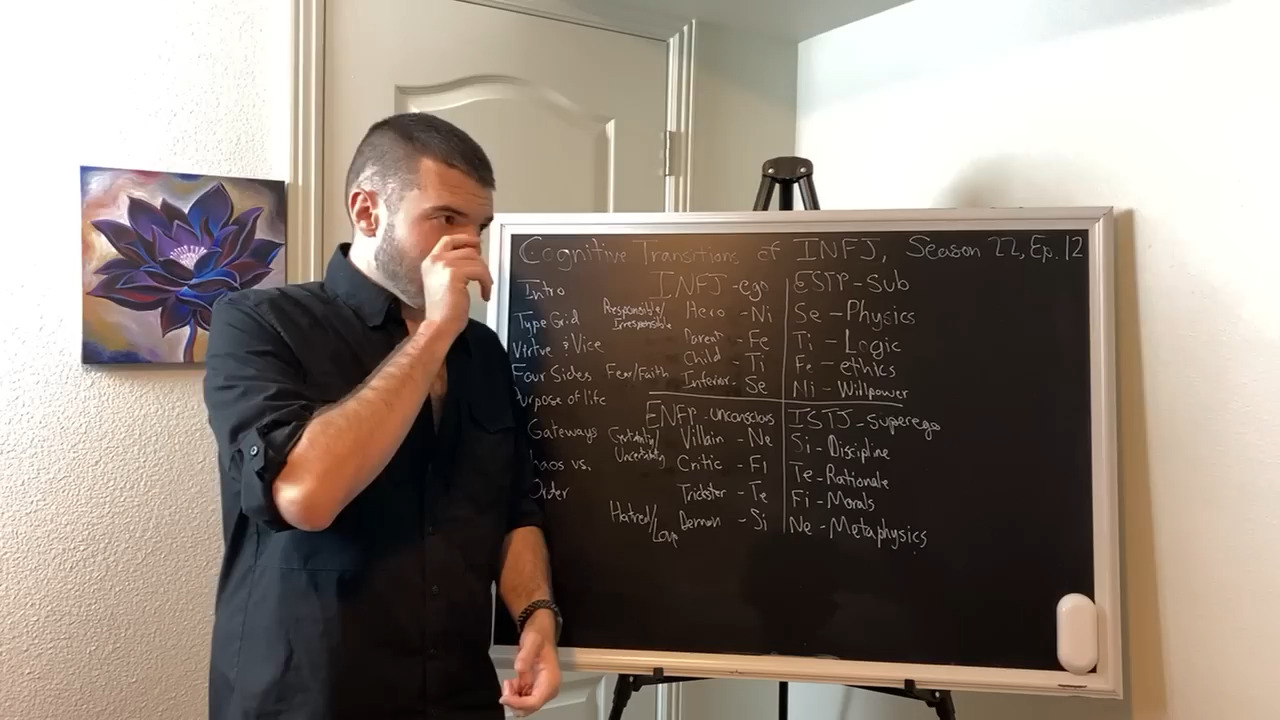 Cognitive Transitions of INFJ, Season 22, Ep. 12
Intro
Type Grid
Virtue & Vice
Four Sides
Purpose of life
Gateways
haos vs.
Order
INFJ-ego
Responsible/
Irresponsible
Hero - Ni
Parent - Fe
Child - Ti
Fear/Faith
Inferior - Se
ESTP-Sub
Se - Physics
Ti - Logic
Fe - ethics
Ni - Willpower
ENFP - Unconscious
Certainty/
Uncertainty
Villain - Ne
Critic - Fi
Trickster - Te
Hatred/
Love
Demon - Si
ISTJ - Superego
Si - Discipline
Te - Rationale
Fi - Morals
Ne - Metaphysics